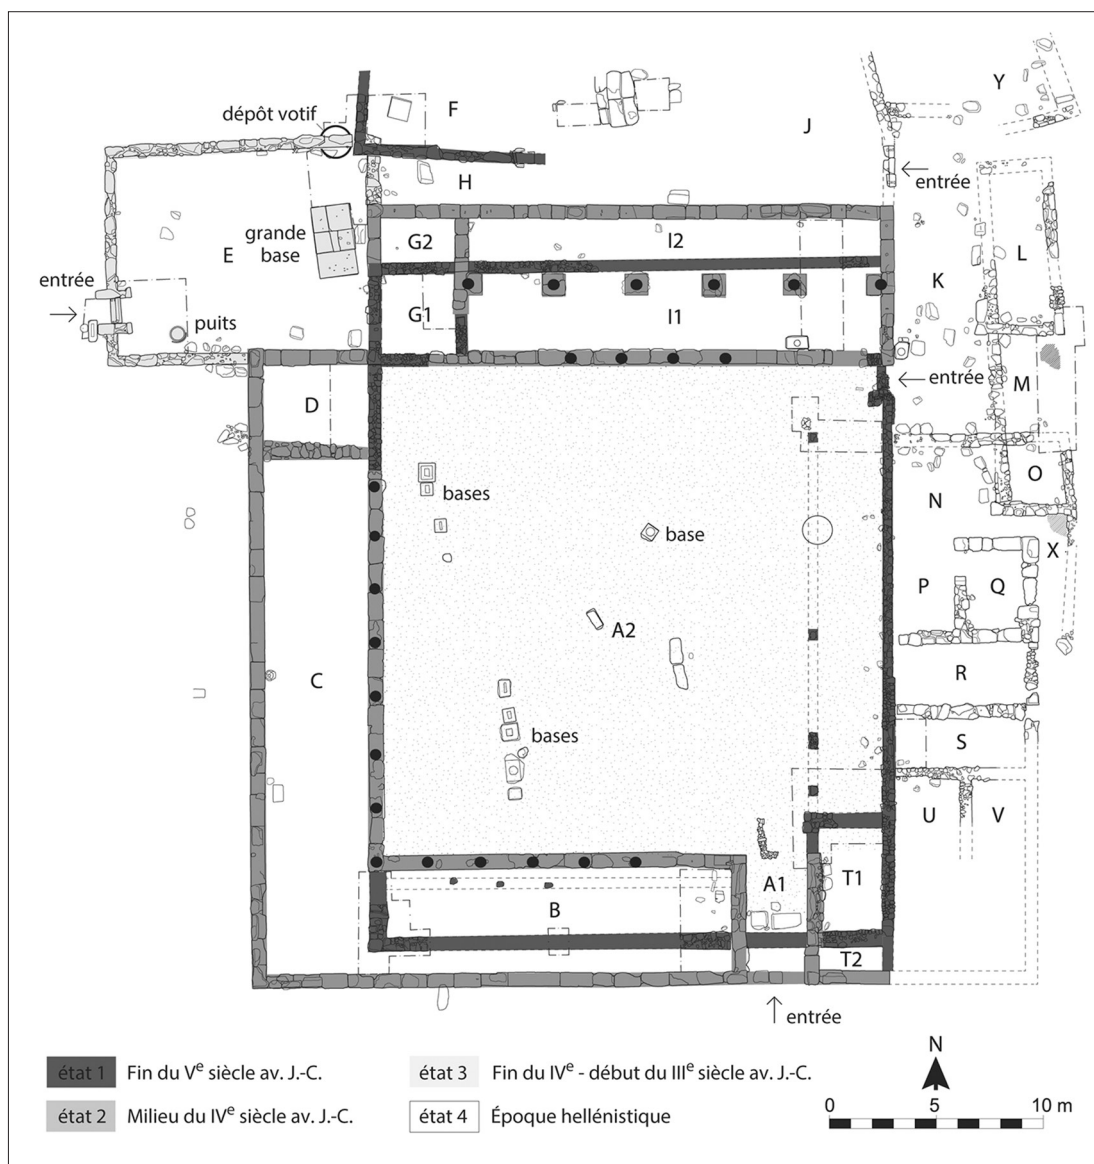 Y
F
dépôt votif
J
entrée
H
grande
base
G2
I2
L
E
K
entrée
G1
I1
puits
entrée
D
M
O
bases
N
base
X
P
Q
A2
C
R
bases
S
U
V
A1
T1
B
T2
entrée
état 1 Fin du Ve siècle av. J.-C.
état 2 Milieu du IVe siècle av. J.-C.
état 3 Fin du IVe - début du IIIe siècle av. J.-C.
état 4 Époque hellénistique
N
0 5 10 m